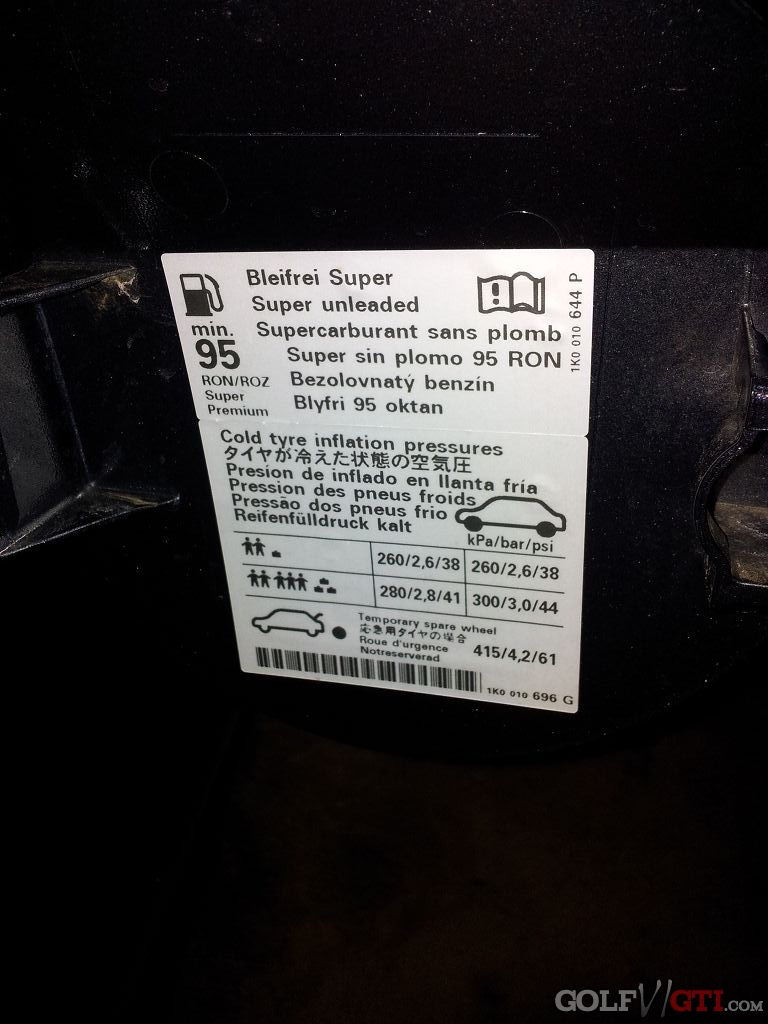 Bleifrei Super
Super unleaded
Supercarburant sans plomb
Super sin plomo 95 RON
Bezolovnatý benzín
Blyfri 95 oktan
min.
95
RON/ROZ
Super
Premium
1K0 010 644 P
Cold tyre inflation pressures
タイヤが冷えた状態の空気圧
Presion de inflado en llanta fría
Pression des pneus froids
Pressão dos pneus frio
Reifenfülldruck kalt
kPa/bar/psi
260/2,6/38 260/2,6/38
280/2,8/41 300/3,0/44
Temporary spare wheel
応急用タイヤの場合
Roue d'urgence
Notreserverad
415/4,2/61
1K0 010 696 G
GOLFVIGTI.COM